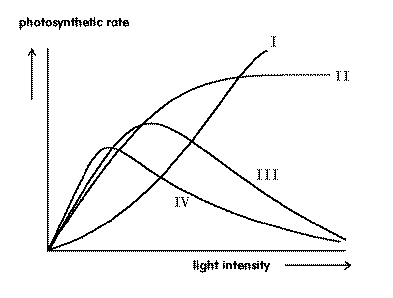 photosynthetic rate
I
II
III
IV
light intensity